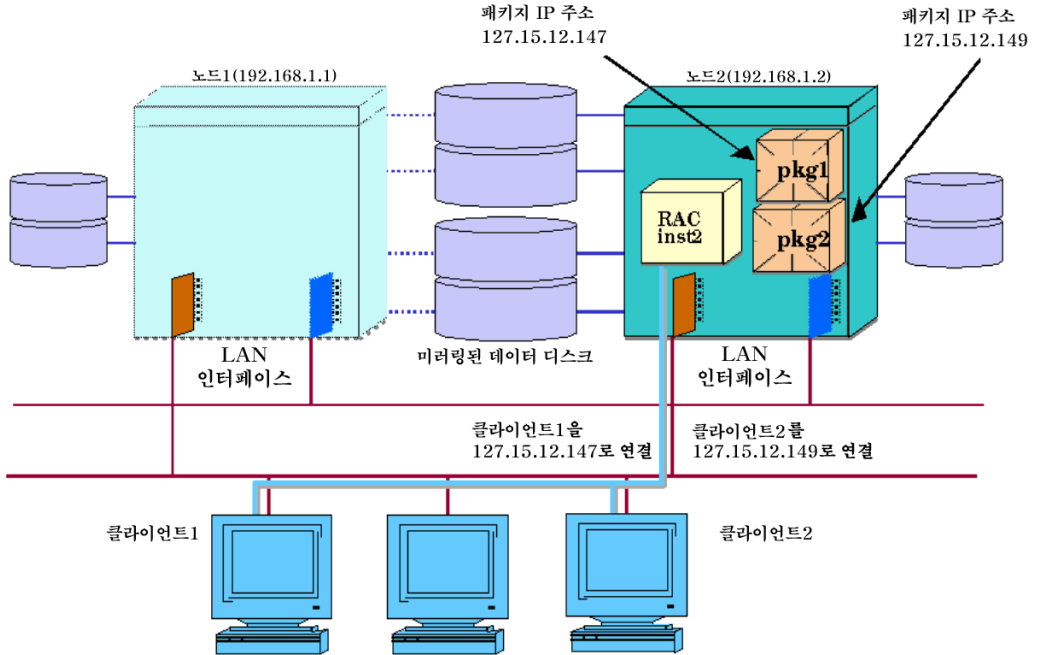 패키지 IP 주소
127.15.12.147
패키지 IP 주소
127.15.12.149
노드1(192.168.1.1)
노드2(192.168.1.2)
pkg1
RAC
inst2
pkg2
LAN
인터페이스
미러링된 데이터 디스크
LAN
인터페이스
클라이언트1을
127.15.12.147로 연결
클라이언트2를
127.15.12.149로 연결
클라이언트1
클라이언트2